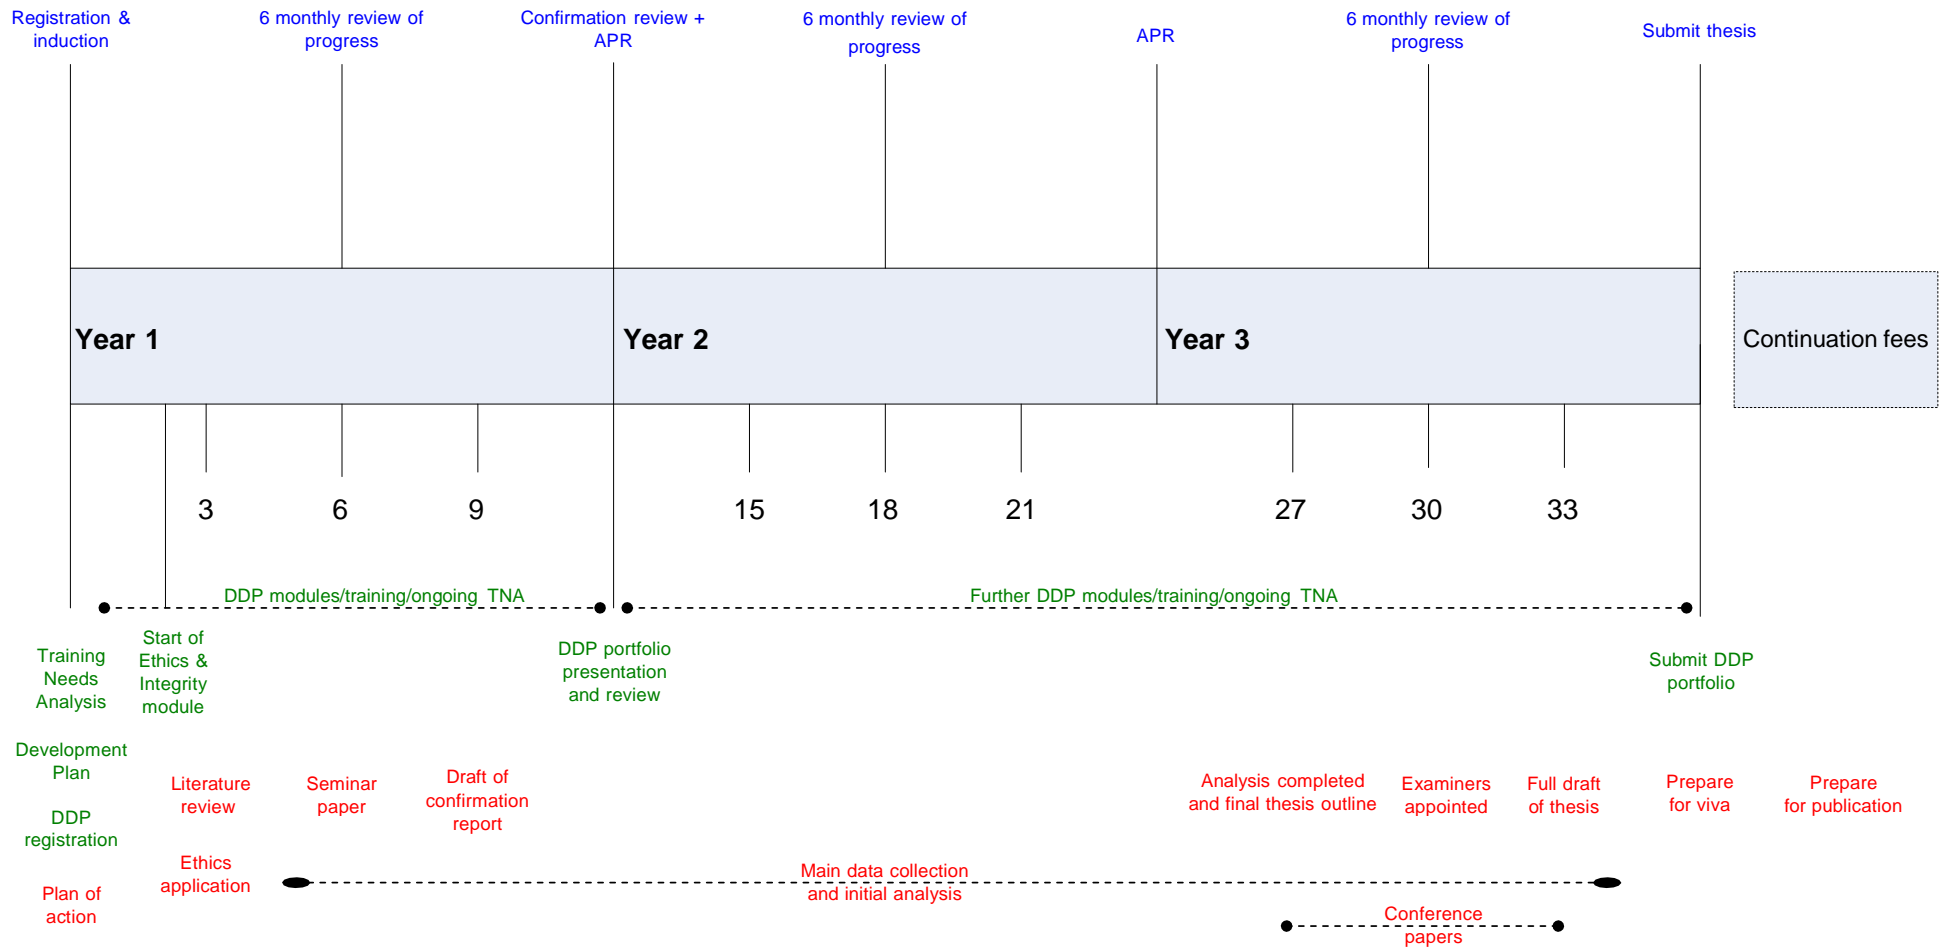 Registration &
induction
6 monthly review of
progress
Confirmation review +
APR
6 monthly review of
progress
APR
6 monthly review of
progress
Submit thesis
Year 1
Year 2
Year 3
Continuation fees
3
6
9
15
18
21
27
30
33
DDP modules/training/ongoing TNA
Further DDP modules/training/ongoing TNA
Training
Needs
Analysis
Start of
Ethics &
Integrity
module
DDP portfolio
presentation
and review
Submit DDP
portfolio
Development
Plan
DDP
registration
Plan of
action
Literature
review
Ethics
application
Seminar
paper
Draft of
confirmation
report
Analysis completed
and final thesis outline
Examiners
appointed
Full draft
of thesis
Prepare
for viva
Prepare
for publication
Main data collection
and initial analysis
Conference
papers